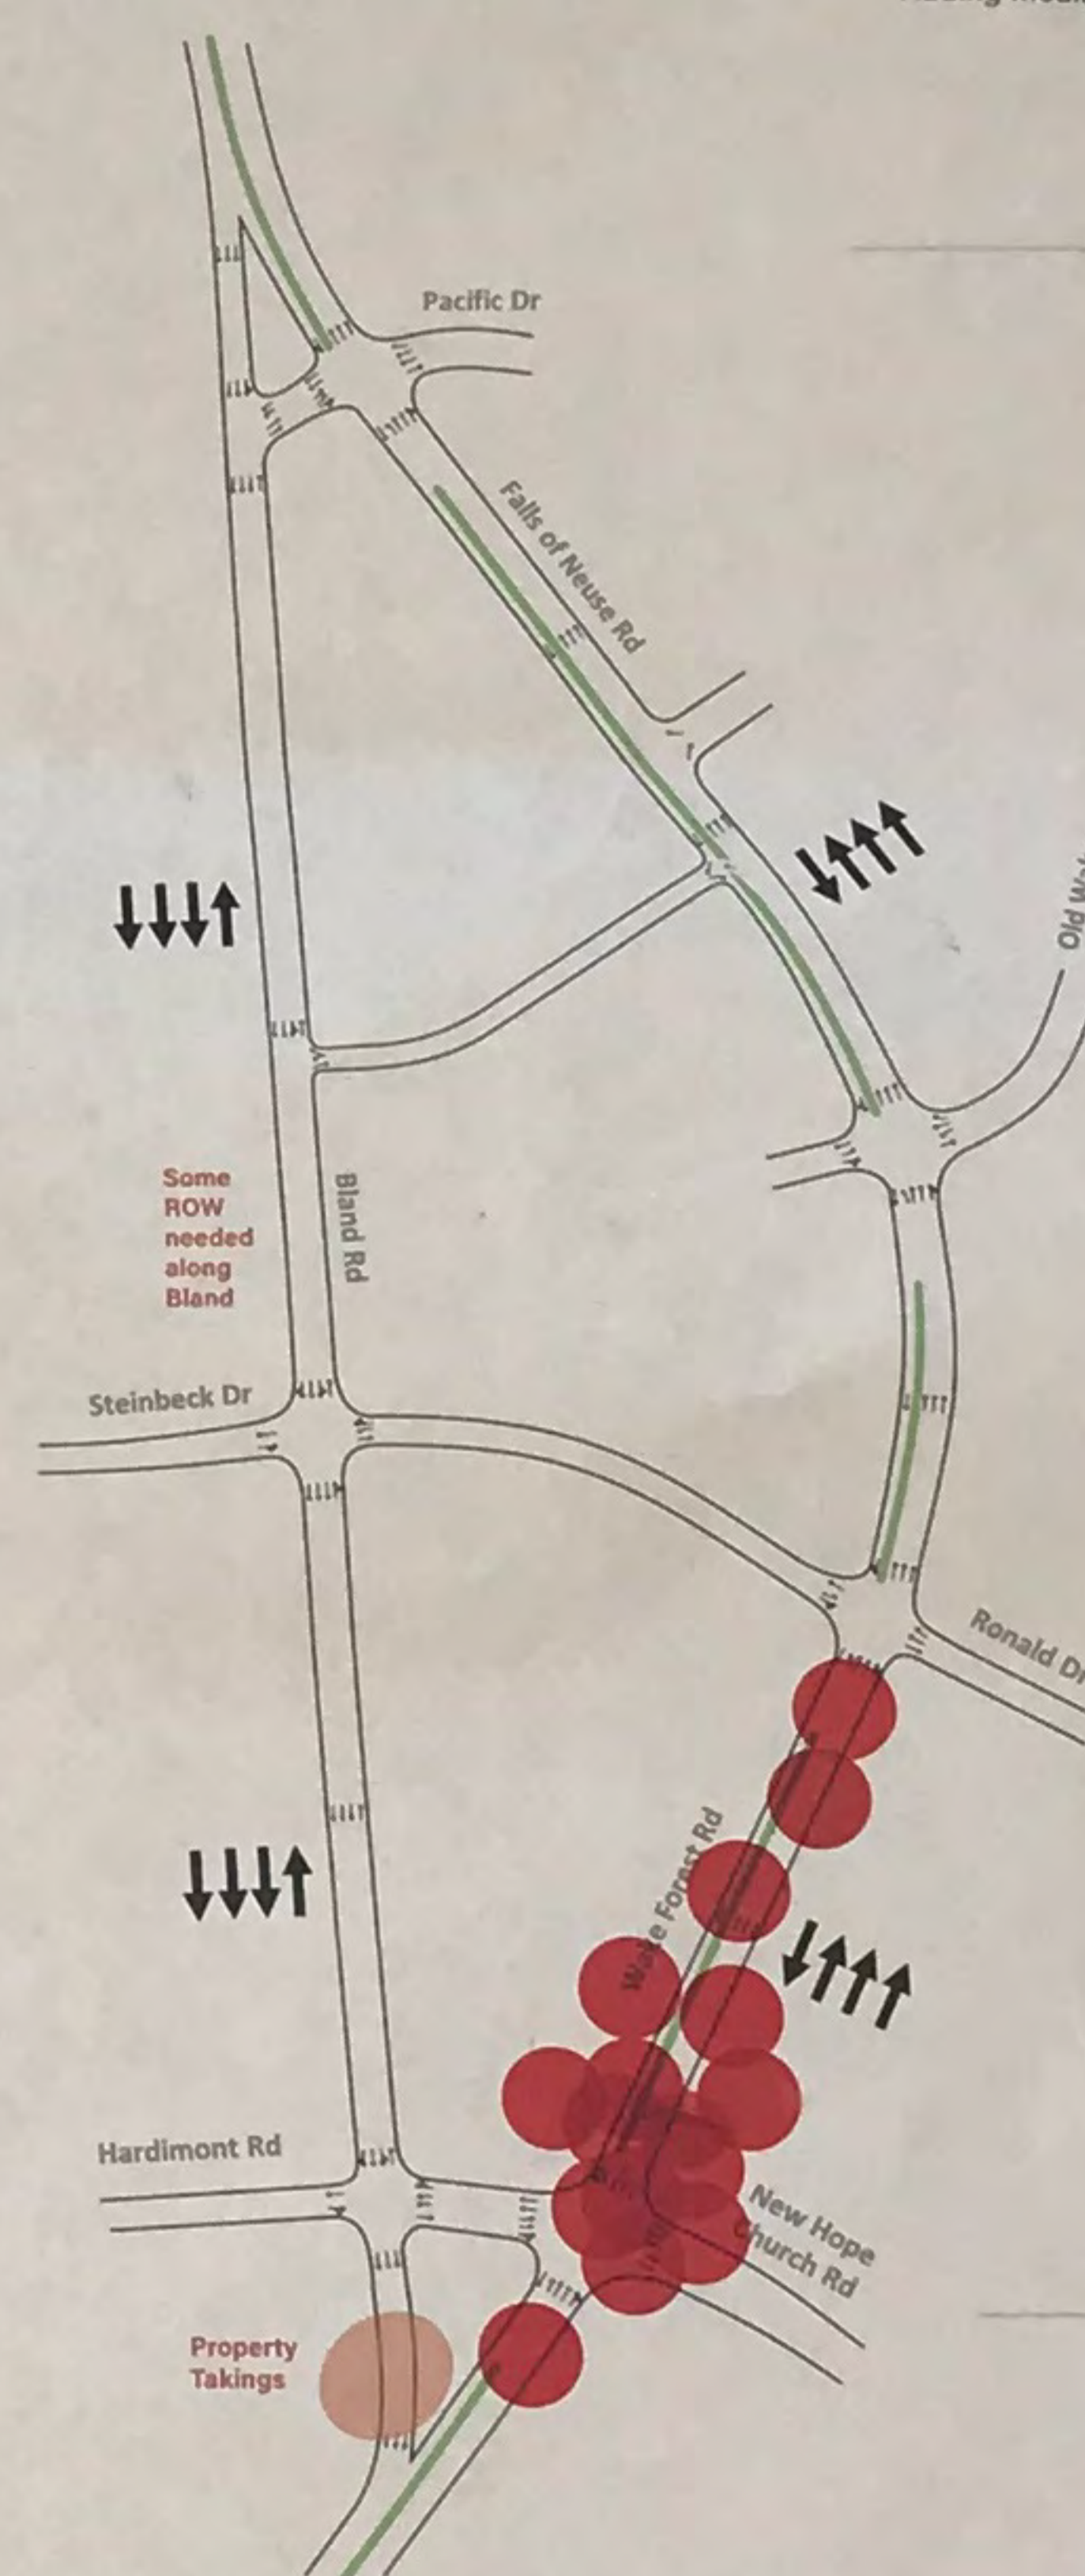 Pacific Dr
Falls of Neuse Rd
Old
Some
ROW
needed
along
Bland
Bland Rd
Steinbeck Dr
Ronald Dr
Wake Forest Rd
Hardimont Rd
New Hope
Church Rd
Property
Takings